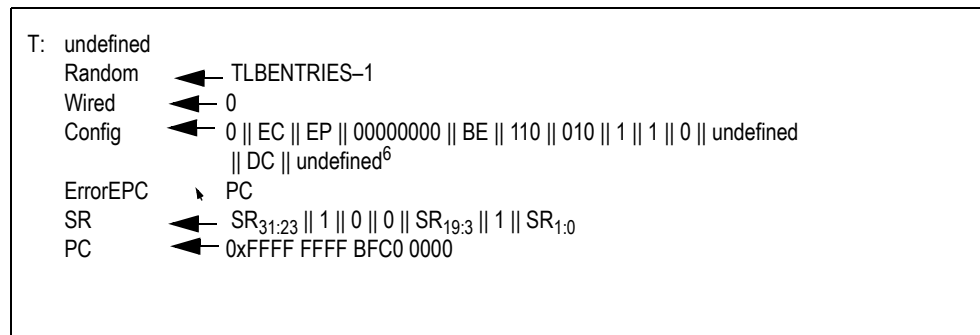 T: undefined
Random ← TLBENTRIES–1
Wired ← 0
Config ← 0 || EC || EP || 00000000 || BE || 110 || 010 || 1 || 1 || 0 || undefined
|| DC || undefined⁶
ErrorEPC PC
SR ← SR₃₁:₂₃ || 1 || 0 || 0 || SR₁₉:₃ || 1 || SR₁:₀
PC ← 0xFFFF FFFF BFC0 0000